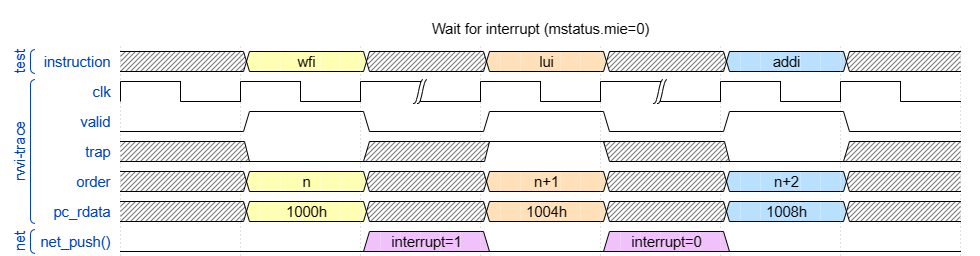 Wait for interrupt (mstatus.mie=0)
test instruction wfi lui addi
rvvi-trace
clk
valid
trap
order n n+1 n+2
pc_rdata 1000h 1004h 1008h
net net_push() interrupt=1 interrupt=0